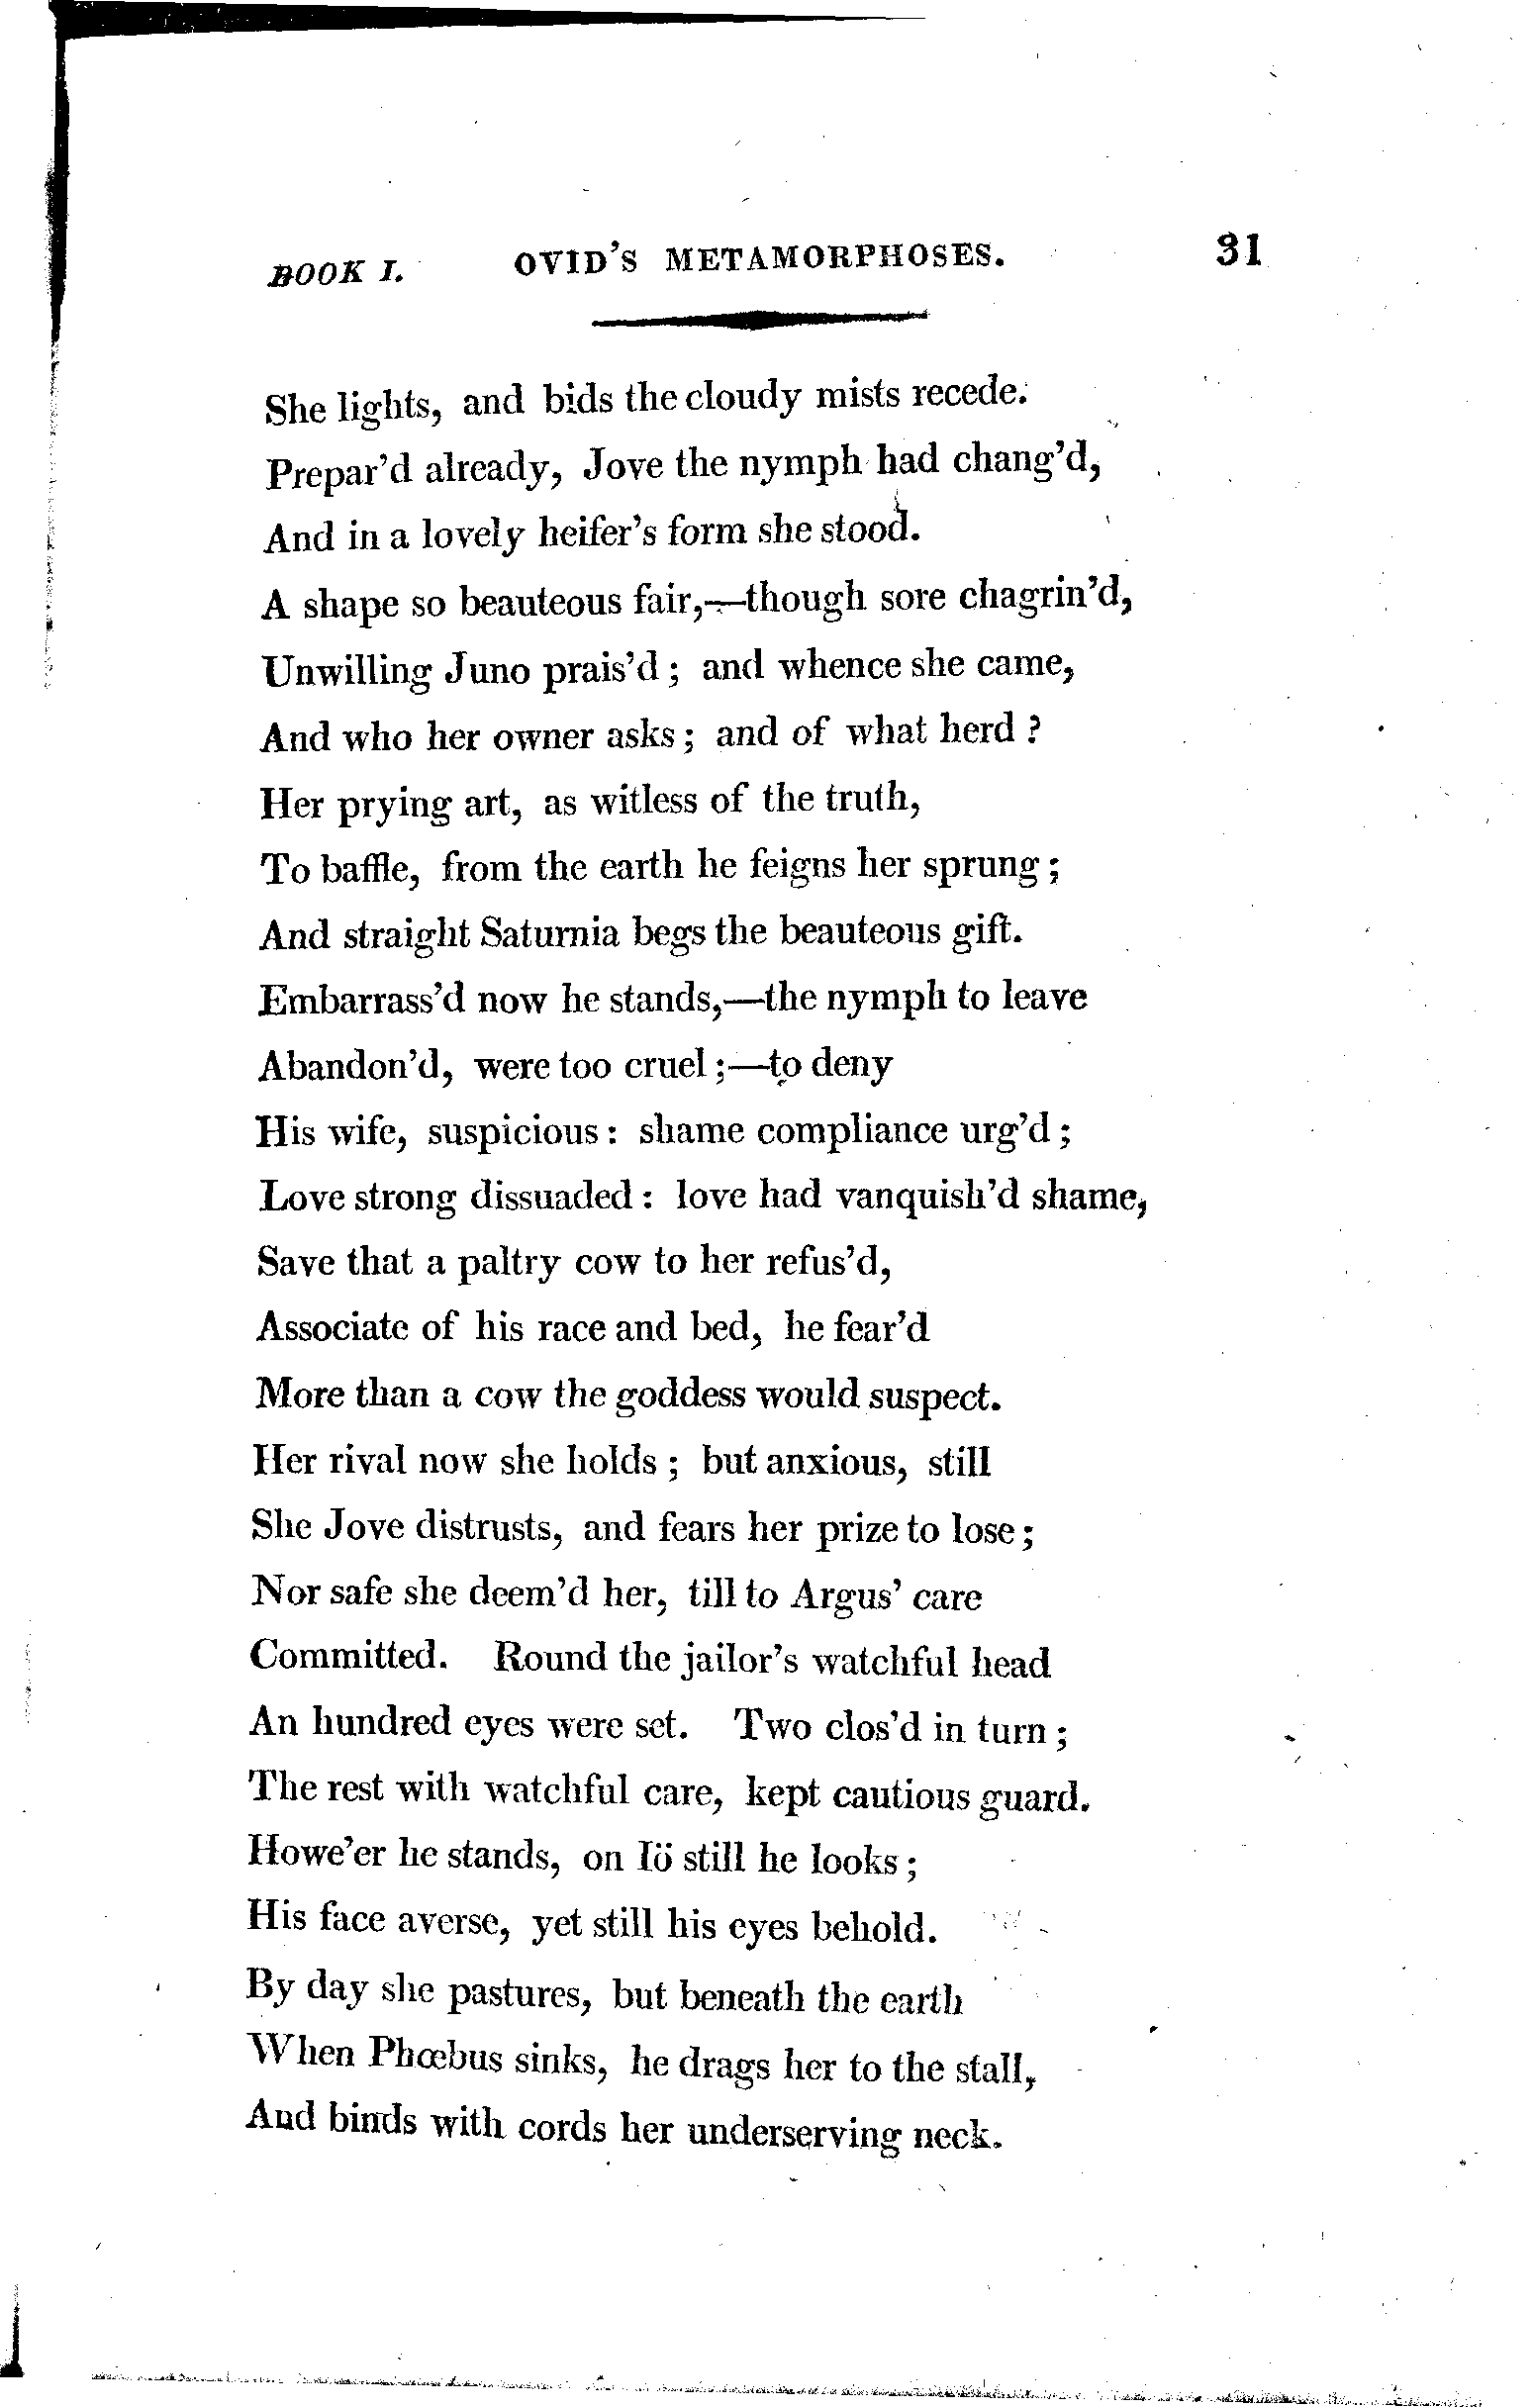 BOOK I. OVID'S METAMORPHOSES. 31
She lights, and bids the cloudy mists recede.
Prepar'd already, Jove the nymph had chang'd,
And in a lovely heifer's form she stood.
A shape so beauteous fair,—though sore chagrin'd,
Unwilling Juno prais'd; and whence she came,
And who her owner asks; and of what herd?
Her prying art, as witless of the truth,
To baffle, from the earth he feigns her sprung;
And straight Saturnia begs the beauteous gift.
Embarrass'd now he stands,—the nymph to leave
Abandon'd, were too cruel;—to deny
His wife, suspicious: shame compliance urg'd;
Love strong dissuaded: love had vanquish'd shame,
Save that a paltry cow to her refus'd,
Associate of his race and bed, he fear'd
More than a cow the goddess would suspect.
Her rival now she holds; but anxious, still
She Jove distrusts, and fears her prize to lose;
Nor safe she deem'd her, till to Argus' care
Committed. Round the jailor's watchful head
An hundred eyes were set. Two clos'd in turn;
The rest with watchful care, kept cautious guard.
Howe'er he stands, on Iö still he looks;
His face averse, yet still his eyes behold.
By day she pastures, but beneath the earth
When Phœbus sinks, he drags her to the stall,
And binds with cords her underserving neck.